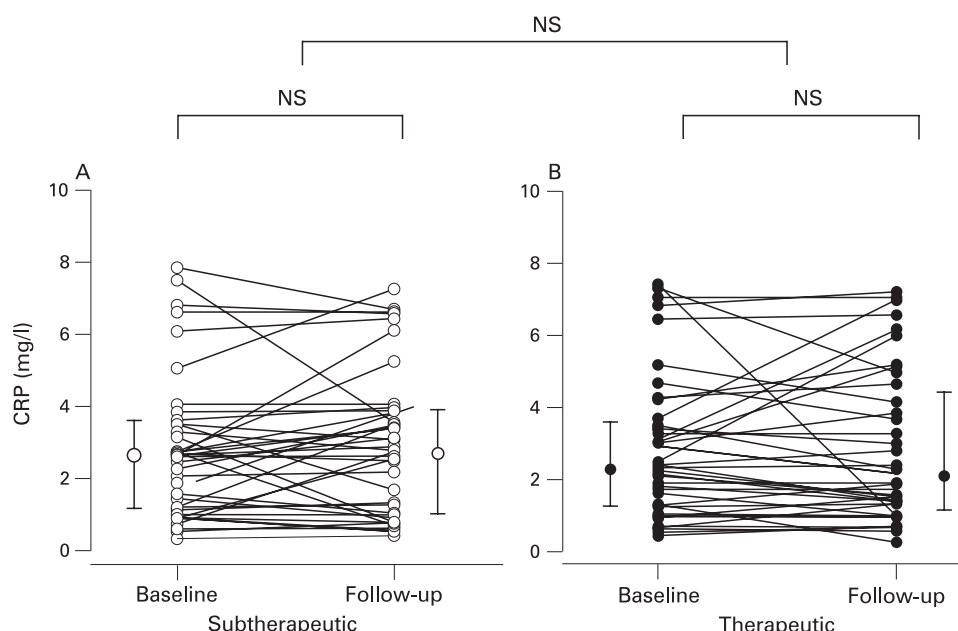 NS
NS
NS
A
B
10
8
6
4
2
0
CRP (mg/l)
10
8
6
4
2
0
Baseline
Follow-up
Subtherapeutic
Baseline
Follow-up
Therapeutic